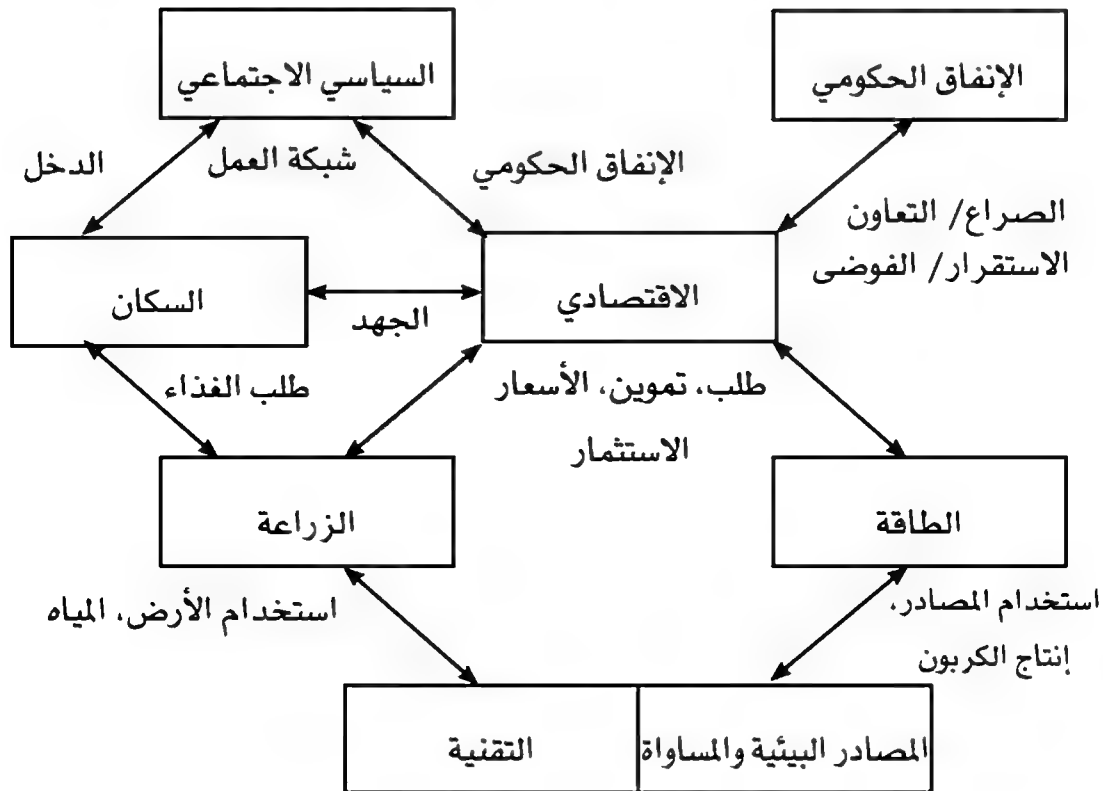 الإنفاق الحكومي
السياسي الاجتماعي
الدخل
شبكة العمل
الإنفاق الحكومي
الصراع/ التعاون
الاستقرار/ الفوضى
السكان
الاقتصادي
الجهد
طلب الغذاء
طلب، تموين، الأسعار
الاستثمار
الزراعة
الطاقة
استخدام الأرض، المياه
استخدام المصادر،
إنتاج الكربون
المصادر البيئية والمساواة
التقنية